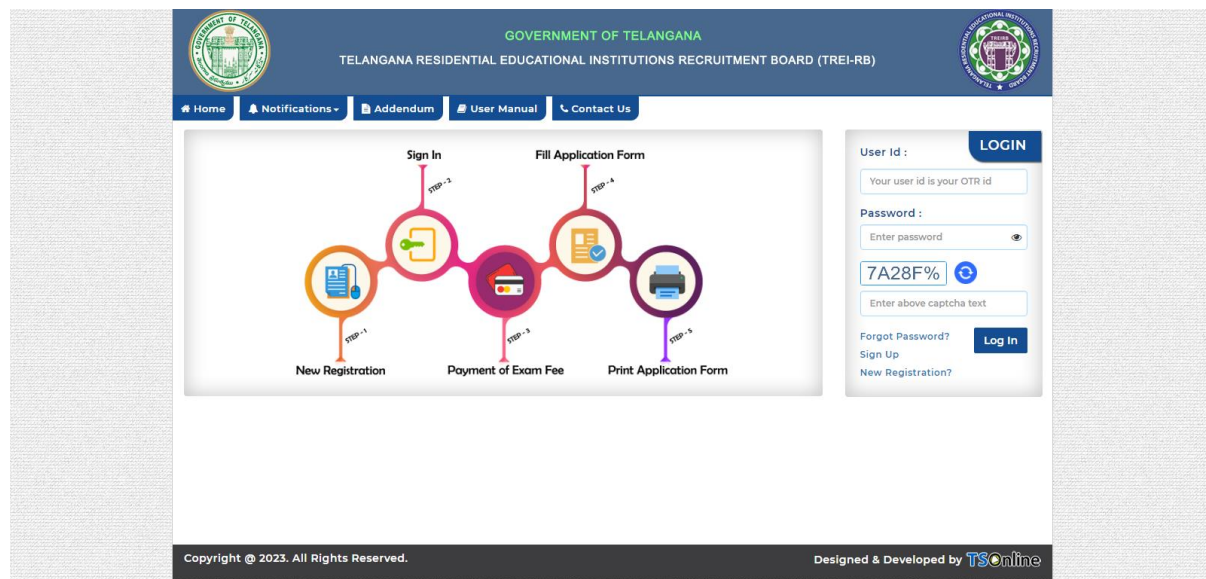 GOVERNMENT OF TELANGANA
TELANGANA RESIDENTIAL EDUCATIONAL INSTITUTIONS RECRUITMENT BOARD (TREI-RB)
Home Notifications Addendum User Manual Contact Us
Sign In Fill Application Form
STEP - 2 STEP - 4
STEP - 1 STEP - 3 STEP - 5
New Registration Payment of Exam Fee Print Application Form
LOGIN
User Id :
Your user id is your OTR id
Password :
Enter password
7A28F%
Enter above captcha text
Forgot Password? Log In
Sign Up
New Registration?
Copyright @ 2023. All Rights Reserved. Designed & Developed by TSOnline